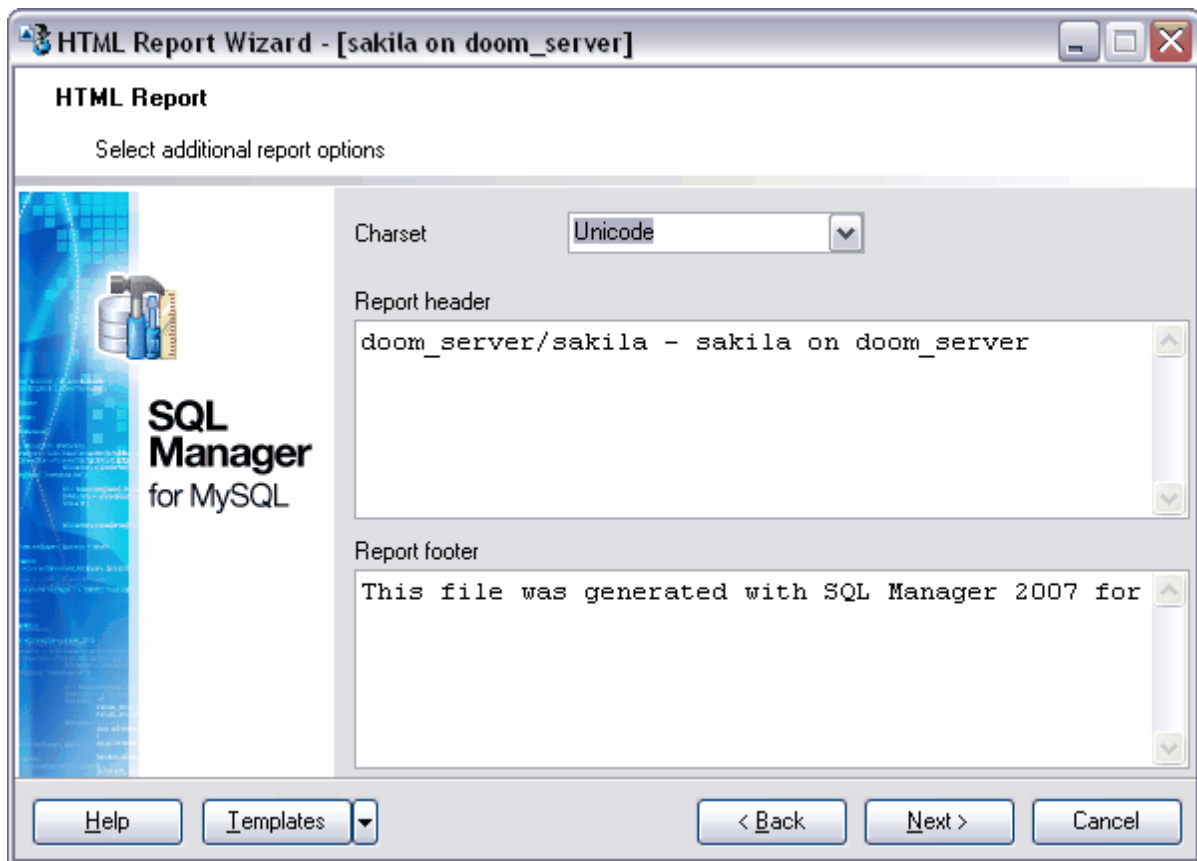 HTML Report Wizard - [sakila on doom_server]
HTML Report
Select additional report options
Charset
Unicode
Report header
doom_server/sakila - sakila on doom_server
SQL
Manager
for MySQL
Report footer
This file was generated with SQL Manager 2007 for
Help
Templates
< Back
Next >
Cancel